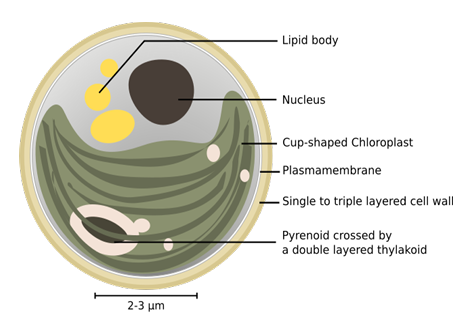 Lipid body
Nucleus
Cup-shaped Chloroplast
Plasmamembrane
Single to triple layered cell wall
Pyrenoid crossed by
a double layered thylakoid
2-3 µm